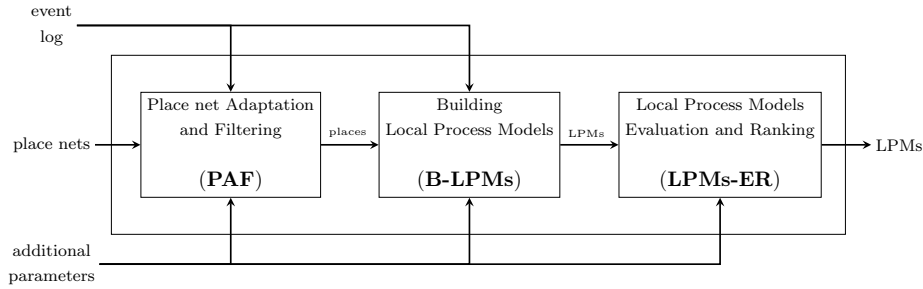 event
log
Place net Adaptation
and Filtering
(PAF)
Building
Local Process Models
(B-LPMs)
Local Process Models
Evaluation and Ranking
(LPMs-ER)
place nets
places
LPMs
LPMs
additional
parameters